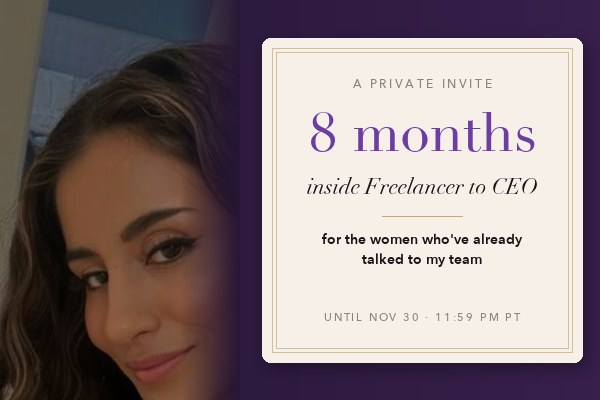 A PRIVATE INVITE
8 months
inside Freelancer to CEO
for the women who've already
talked to my team
UNTIL NOV 30 · 11:59 PM PT